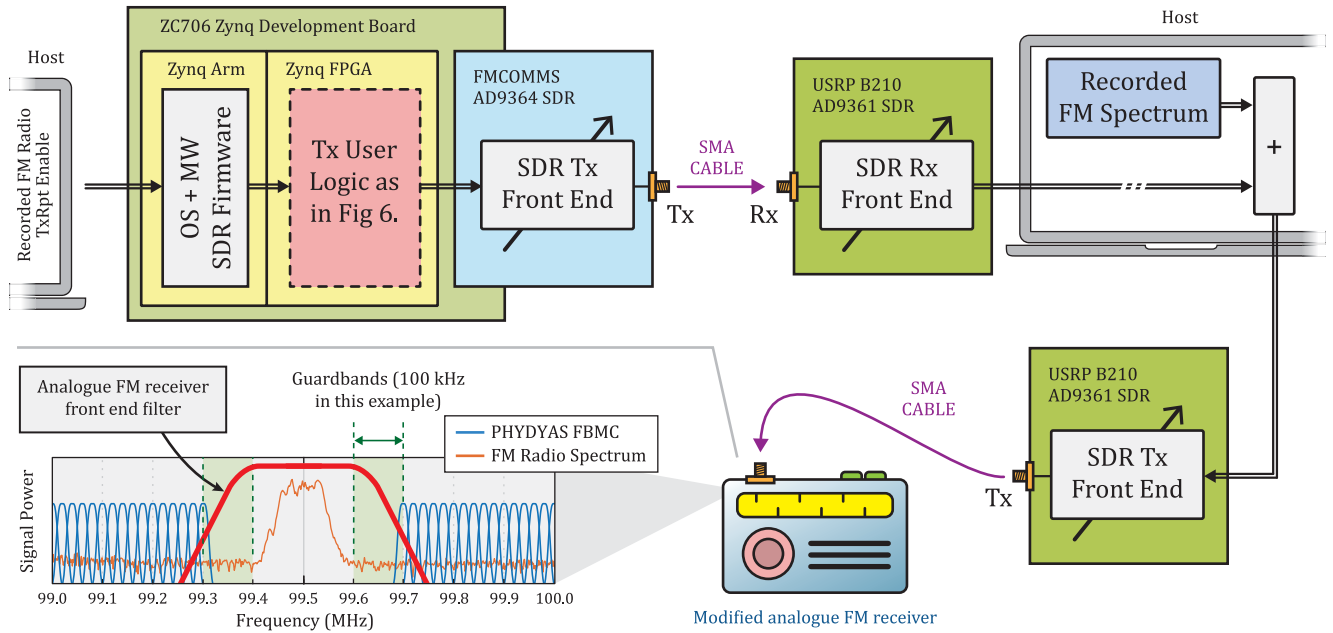 Host
Recorded FM Radio
TxRpt Enable
ZC706 Zynq Development Board
Zynq Arm
OS + MW
SDR Firmware
Zynq FPGA
Tx User
Logic as
in Fig 6.
FMCOMMS
AD9364 SDR
SDR Tx
Front End
Tx
SMA
CABLE
Rx
USRP B210
AD9361 SDR
SDR Rx
Front End
Host
Recorded
FM Spectrum
+
USRP B210
AD9361 SDR
SDR Tx
Front End
Tx
SMA
CABLE
Modified analogue FM receiver
Analogue FM receiver
front end filter
Guardbands (100 kHz
in this example)
PHYDYAS FBMC
FM Radio Spectrum
Signal Power
99.0 99.1 99.2 99.3 99.4 99.5 99.6 99.7 99.8 99.9 100.0
Frequency (MHz)